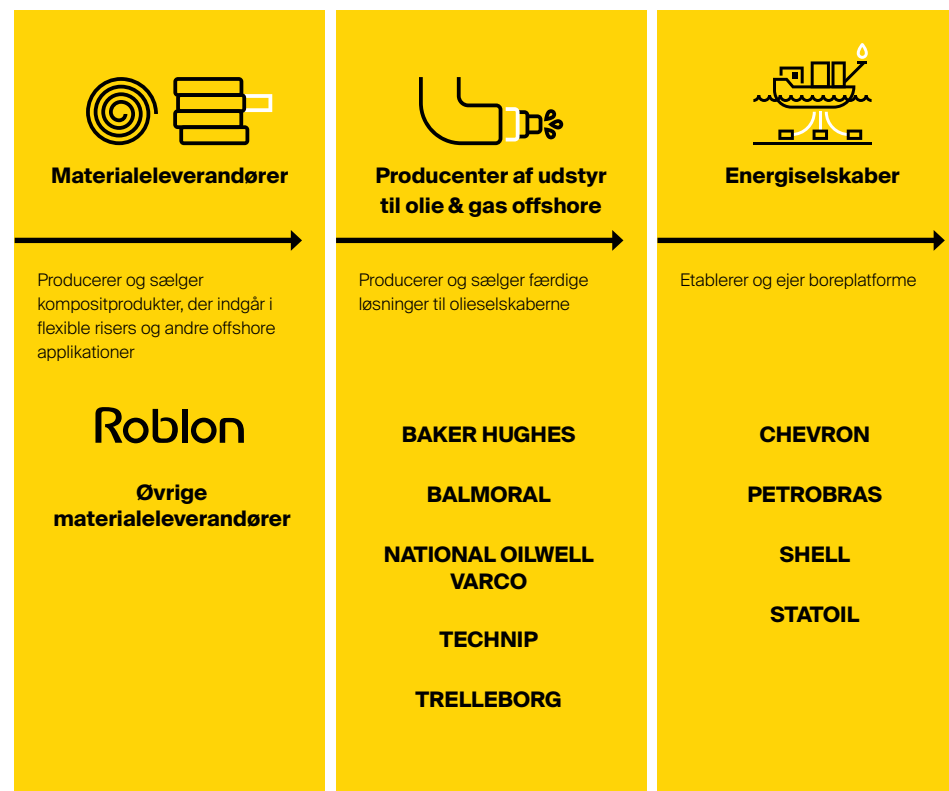 Materialeleverandører
Producerer og sælger
kompositprodukter, der indgår i
flexible risers og andre offshore
applikationer
Roblon
Øvrige
materialeleverandører
Producenter af udstyr
til olie & gas offshore
Producerer og sælger færdige
løsninger til olieselskaberne
BAKER HUGHES
BALMORAL
NATIONAL OILWELL
VARCO
TECHNIP
TRELLEBORG
Energiselskaber
Etablerer og ejer boreplatforme
CHEVRON
PETROBRAS
SHELL
STATOIL